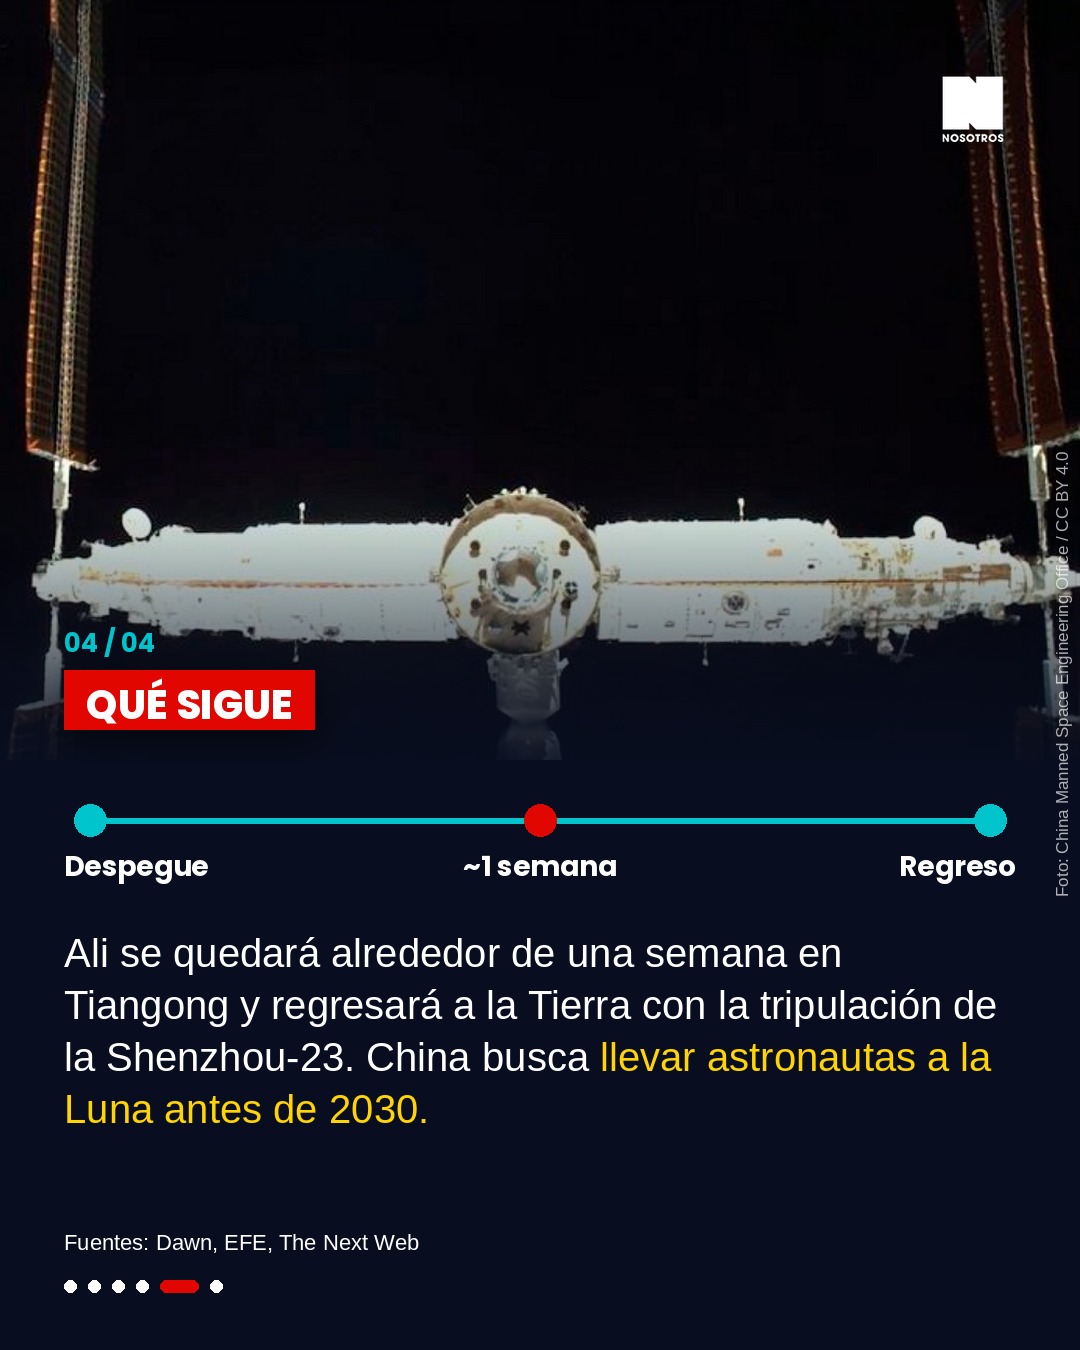 NOSOTROS
Foto: China Manned Space Engineering Office / CC BY 4.0
04 / 04
QUÉ SIGUE
Despegue
~1 semana
Regreso
Ali se quedará alrededor de una semana en
Tiangong y regresará a la Tierra con la tripulación de
la Shenzhou-23. China busca llevar astronautas a la
Luna antes de 2030.
Fuentes: Dawn, EFE, The Next Web